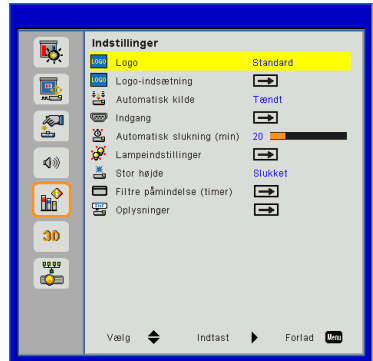 Indstillinger
LOGO Logo Standard
LOGO Logo-indsætning
Automatisk kilde Tændt
Indgang
Automatisk slukning (min) 20
Lampeindstillinger
Stor højde Slukket
Filtre påmindelse (timer)
Oplysninger
3D
Vælg Indtast Forlad Menu